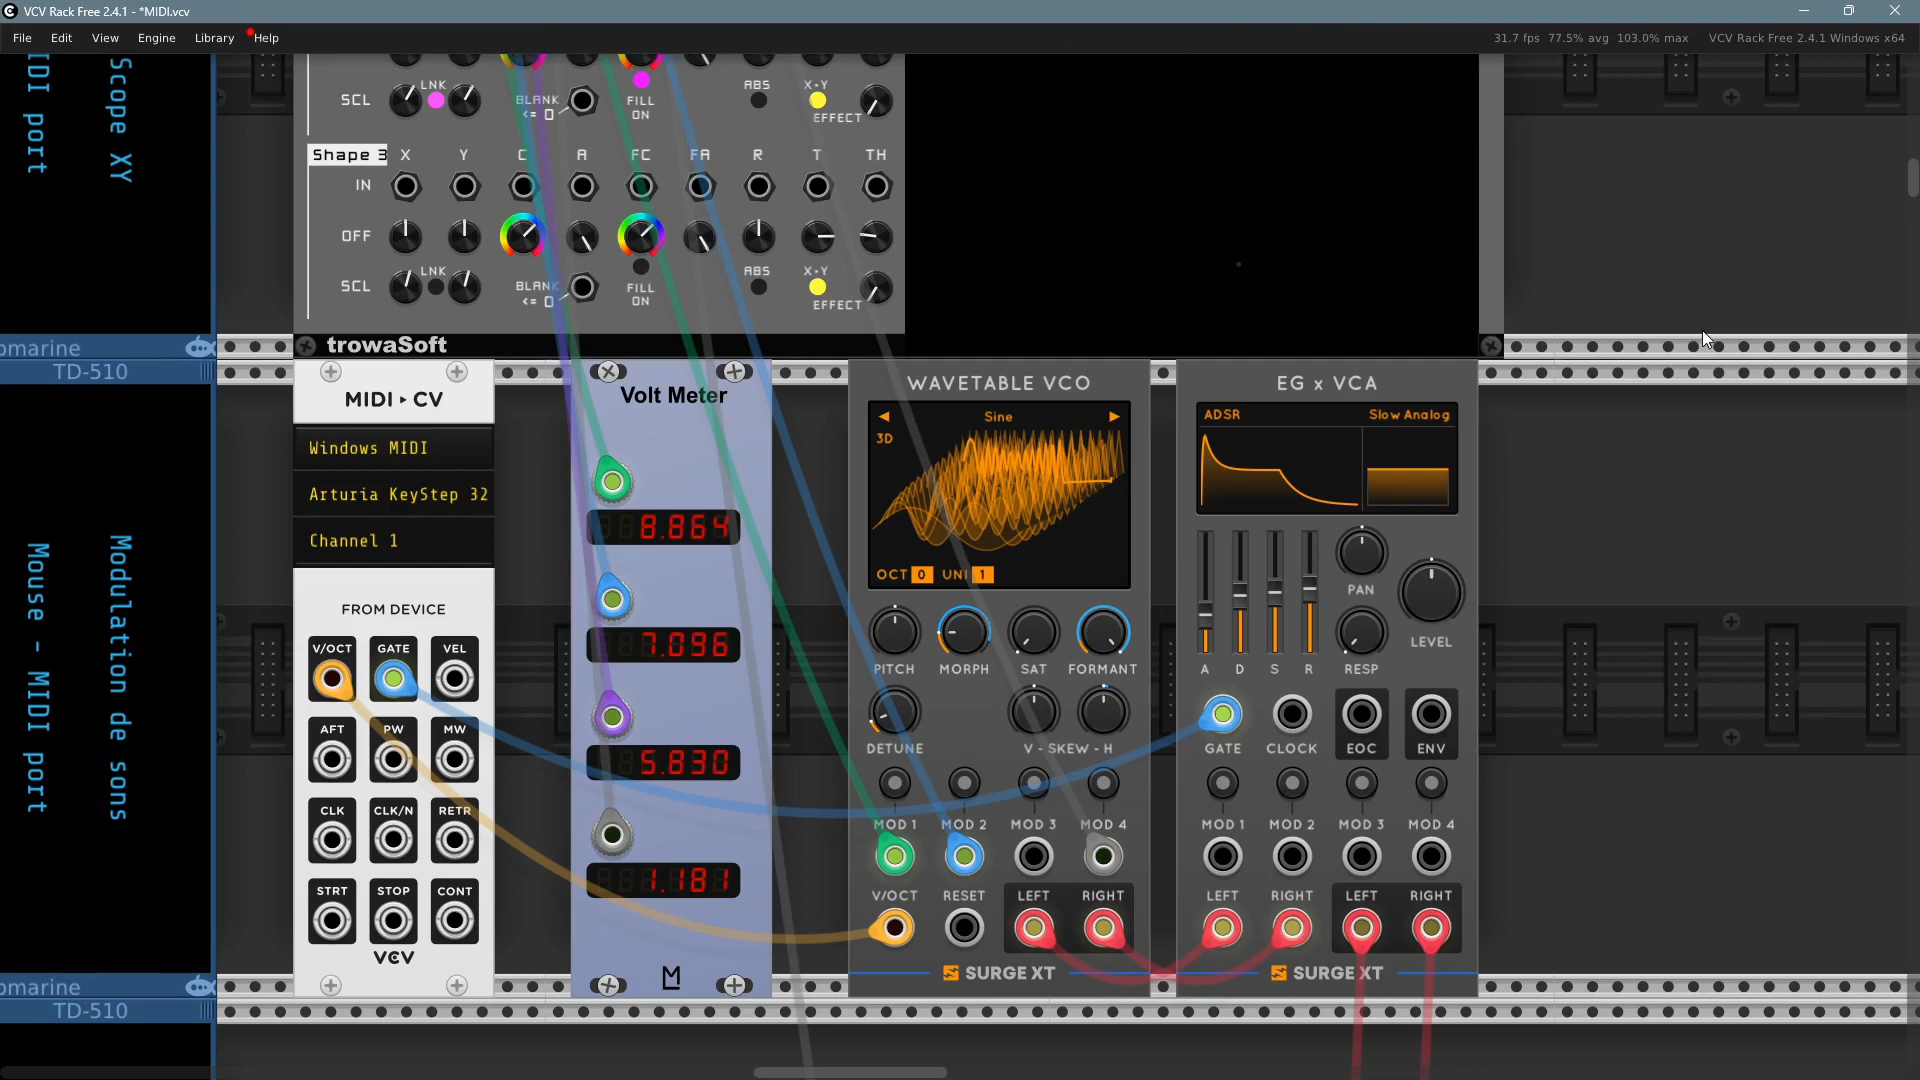 VCV Rack Free 2.4.1 - *MIDI.vcv
File Edit View Engine Library Help
31.7 fps 77.5% avg 103.0% max VCV Rack Free 2.4.1 Windows x64
IDI port
Scope XY
SCL LNK BLANK <= 0 FILL ON ABS X·Y EFFECT
Shape 3 X Y C A FC FA R T TH
IN
OFF
SCL LNK BLANK <= 0 FILL ON ABS X·Y EFFECT
trowaSoft
bmarine
TD-510
MIDI ▸ CV
Windows MIDI
Arturia KeyStep 32
Channel 1
FROM DEVICE
V/OCT GATE VEL
AFT PW MW
CLK CLK/N RETR
STRT STOP CONT
VCV
Volt Meter
8.864
7.096
5.830
1.181
WAVETABLE VCO
Sine
3D
OCT 0 UNI 1
PITCH MORPH SAT FORMANT
DETUNE V - SKEW - H
MOD 1 MOD 2 MOD 3 MOD 4
V/OCT RESET LEFT RIGHT
SURGE XT
EG x VCA
ADSR Slow Analog
PAN
LEVEL
A D S R RESP
GATE CLOCK EOC ENV
MOD 1 MOD 2 MOD 3 MOD 4
LEFT RIGHT LEFT RIGHT
SURGE XT
Mouse - MIDI port
Modulation de sons
bmarine
TD-510